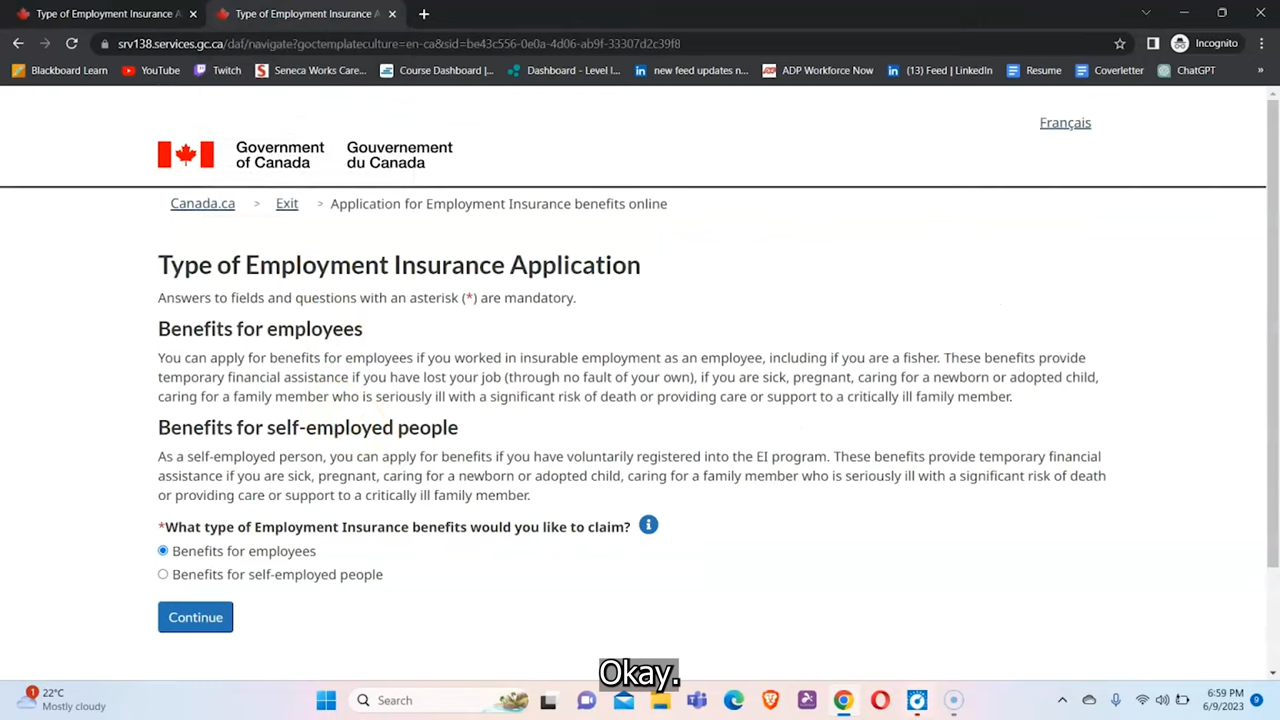 Type of Employment Insurance A
Type of Employment Insurance A
srv138.services.gc.ca/daf/navigate?goctemplateculture=en-ca&sid=be43c556-0e0a-4d06-ab9f-33307d2c39f8
Incognito
Blackboard Learn
YouTube
Twitch
Seneca Works Care...
Course Dashboard |...
Dashboard - Level I...
new feed updates n...
ADP Workforce Now
(13) Feed | LinkedIn
Resume
Coverletter
ChatGPT
»
Français
Government Gouvernement
of Canada du Canada
Canada.ca > Exit > Application for Employment Insurance benefits online
Type of Employment Insurance Application
Answers to fields and questions with an asterisk (*) are mandatory.
Benefits for employees
You can apply for benefits for employees if you worked in insurable employment as an employee, including if you are a fisher. These benefits provide
temporary financial assistance if you have lost your job (through no fault of your own), if you are sick, pregnant, caring for a newborn or adopted child,
caring for a family member who is seriously ill with a significant risk of death or providing care or support to a critically ill family member.
Benefits for self-employed people
As a self-employed person, you can apply for benefits if you have voluntarily registered into the EI program. These benefits provide temporary financial
assistance if you are sick, pregnant, caring for a newborn or adopted child, caring for a family member who is seriously ill with a significant risk of death
or providing care or support to a critically ill family member.
*What type of Employment Insurance benefits would you like to claim?
Benefits for employees
Benefits for self-employed people
Continue
Okay.
1
22°C
Mostly cloudy
Search
6:59 PM
6/9/2023
9